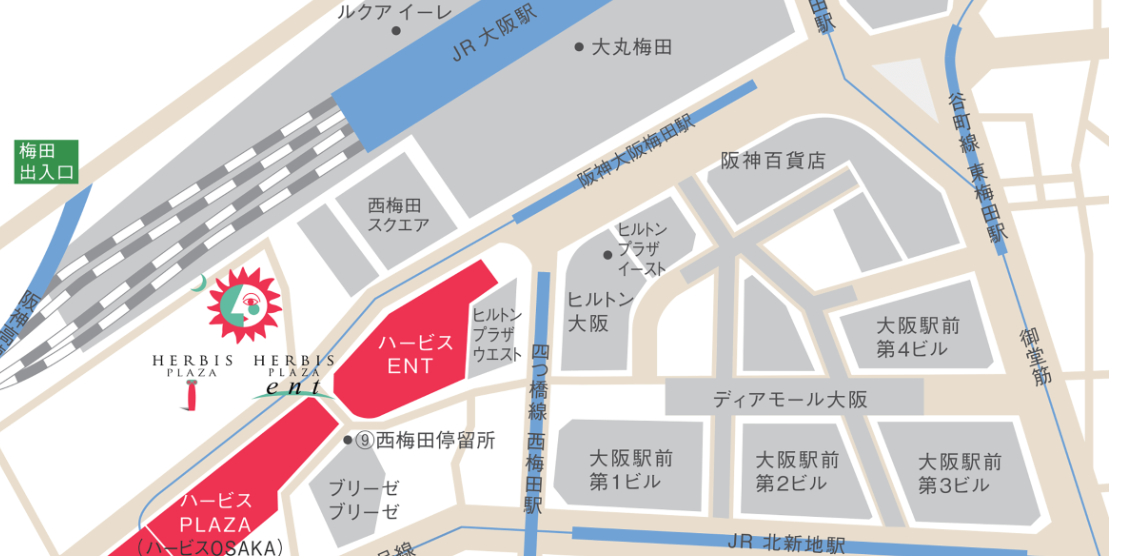 ルクア イーレ
JR 大阪駅
大丸梅田
田駅
谷町線 東梅田駅
梅田
出入口
阪神大阪梅田駅
阪神百貨店
西梅田
スクエア
ヒルトン
プラザ
イースト
ヒルトン
大阪
阪神高
ヒルトン
プラザ
ウエスト
ハービス
ENT
大阪駅前
第4ビル
御堂筋
HERBIS
PLAZA
HERBIS
PLAZA
ent
四つ橋線 西梅田駅
ディアモール大阪
⑨西梅田停留所
大阪駅前
第1ビル
大阪駅前
第2ビル
大阪駅前
第3ビル
ブリーゼ
ブリーゼ
ハービス
PLAZA
(ハービスOSAKA)
線
JR 北新地駅